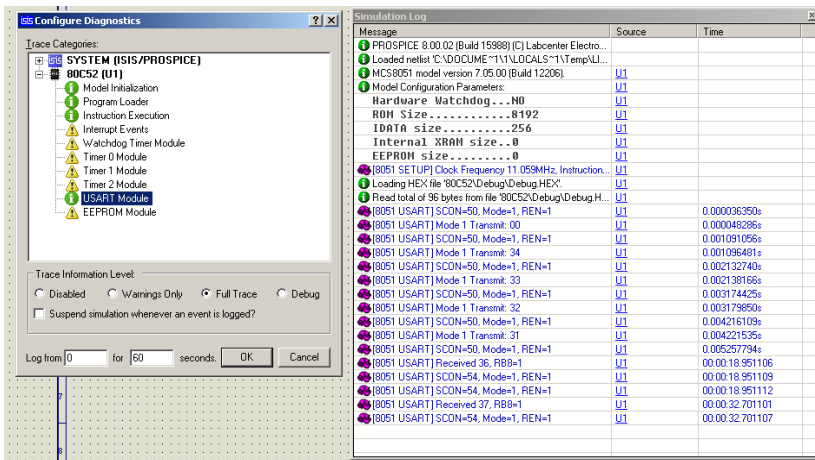 isis Configure Diagnostics
Trace Categories:
SYSTEM (ISIS/PROSPICE)
80C52 (U1)
Model Initialization
Program Loader
Instruction Execution
Interrupt Events
Watchdog Timer Module
Timer 0 Module
Timer 1 Module
Timer 2 Module
USART Module
EEPROM Module
Trace Information Level:
Disabled Warnings Only Full Trace Debug
Suspend simulation whenever an event is logged?
Log from 0 for 60 seconds. OK Cancel
7
8
Simulation Log
Message Source Time
PROSPICE 8.00.02 (Build 15988) (C) Labcenter Electro...
Loaded netlist 'C:\DOCUME~1\1\LOCALS~1\Temp\LI...
MCS8051 model version 7.05.00 (Build 12206). U1
Model Configuration Parameters: U1
Hardware Watchdog...NO U1
ROM Size............8192 U1
IDATA size..........256 U1
Internal XRAM size..0 U1
EEPROM size.........0 U1
[8051 SETUP] Clock Frequency 11.059MHz, Instruction... U1
Loading HEX file '80C52\Debug\Debug.HEX'. U1
Read total of 96 bytes from file '80C52\Debug\Debug.H... U1
[8051 USART] SCON=50, Mode=1, REN=1 U1 0.000036350s
[8051 USART] Mode 1 Transmit: 00 U1 0.000048286s
[8051 USART] SCON=50, Mode=1, REN=1 U1 0.001091056s
[8051 USART] Mode 1 Transmit: 34 U1 0.001096481s
[8051 USART] SCON=50, Mode=1, REN=1 U1 0.002132740s
[8051 USART] Mode 1 Transmit: 33 U1 0.002138166s
[8051 USART] SCON=50, Mode=1, REN=1 U1 0.003174425s
[8051 USART] Mode 1 Transmit: 32 U1 0.003179850s
[8051 USART] SCON=50, Mode=1, REN=1 U1 0.004216109s
[8051 USART] Mode 1 Transmit: 31 U1 0.004221535s
[8051 USART] SCON=50, Mode=1, REN=1 U1 0.005257794s
[8051 USART] Received 36, RB8=1 U1 00:00:18.951106
[8051 USART] SCON=54, Mode=1, REN=1 U1 00:00:18.951109
[8051 USART] SCON=54, Mode=1, REN=1 U1 00:00:18.951112
[8051 USART] Received 37, RB8=1 U1 00:00:32.701101
[8051 USART] SCON=54, Mode=1, REN=1 U1 00:00:32.701107